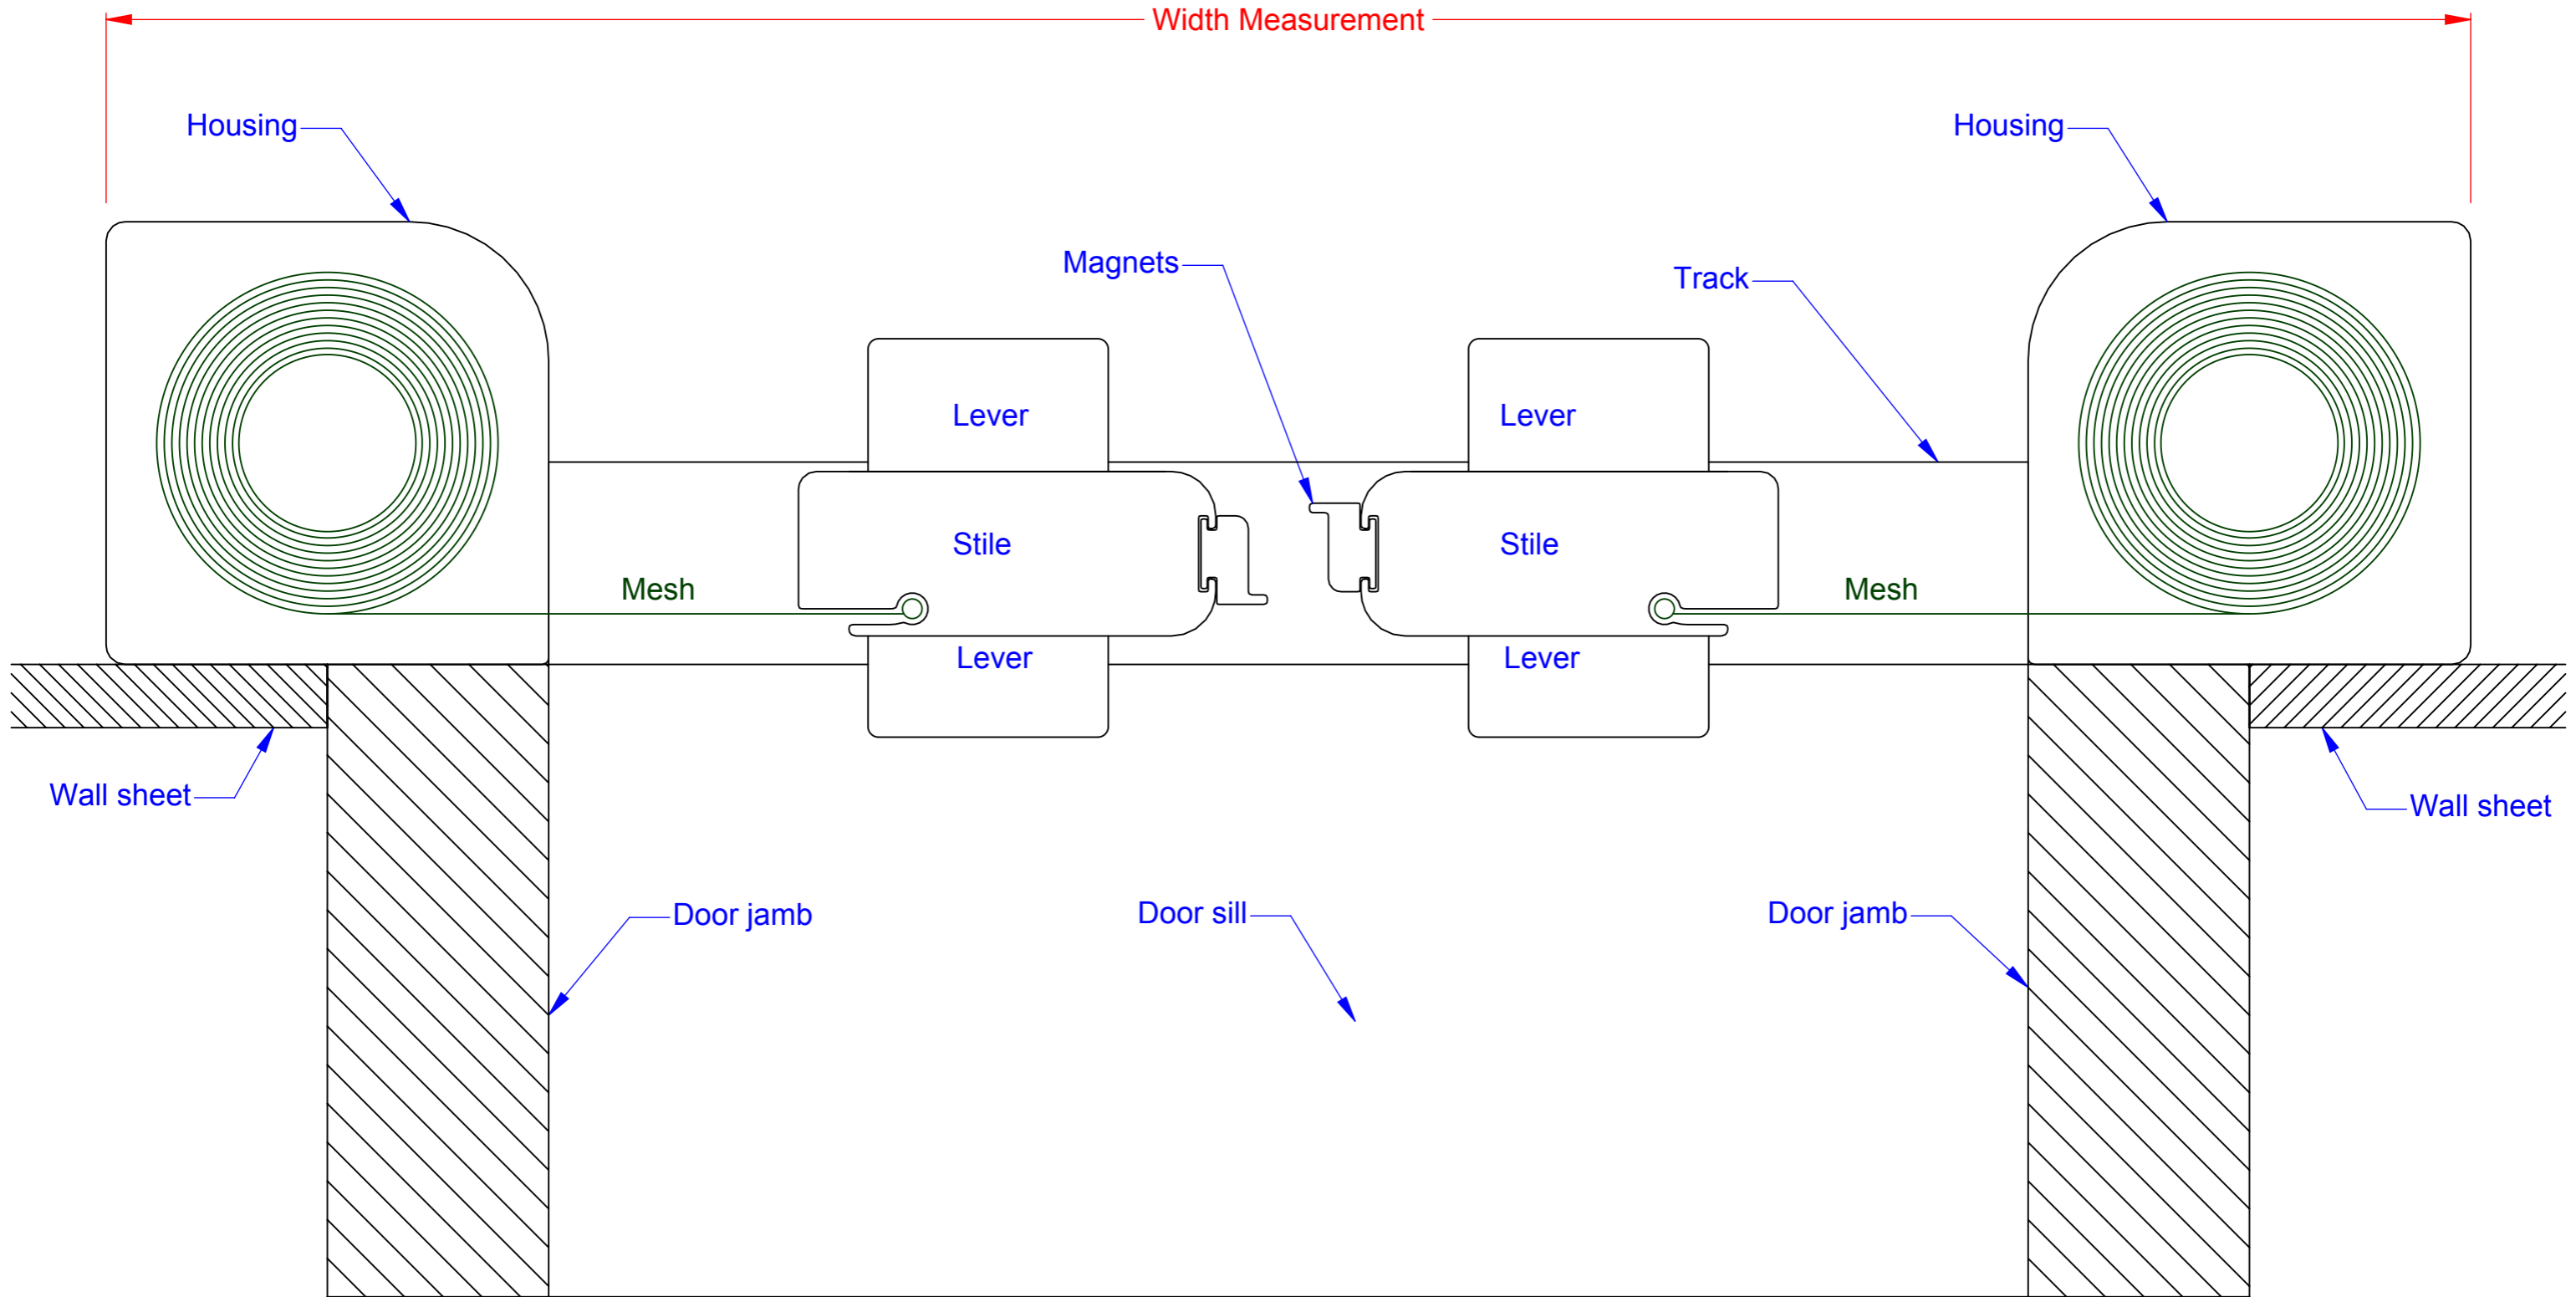 Width Measurement
Housing
Housing
Magnets
Track
Lever
Lever
Stile
Stile
Mesh
Mesh
Lever
Lever
Wall sheet
Wall sheet
Door jamb
Door sill
Door jamb